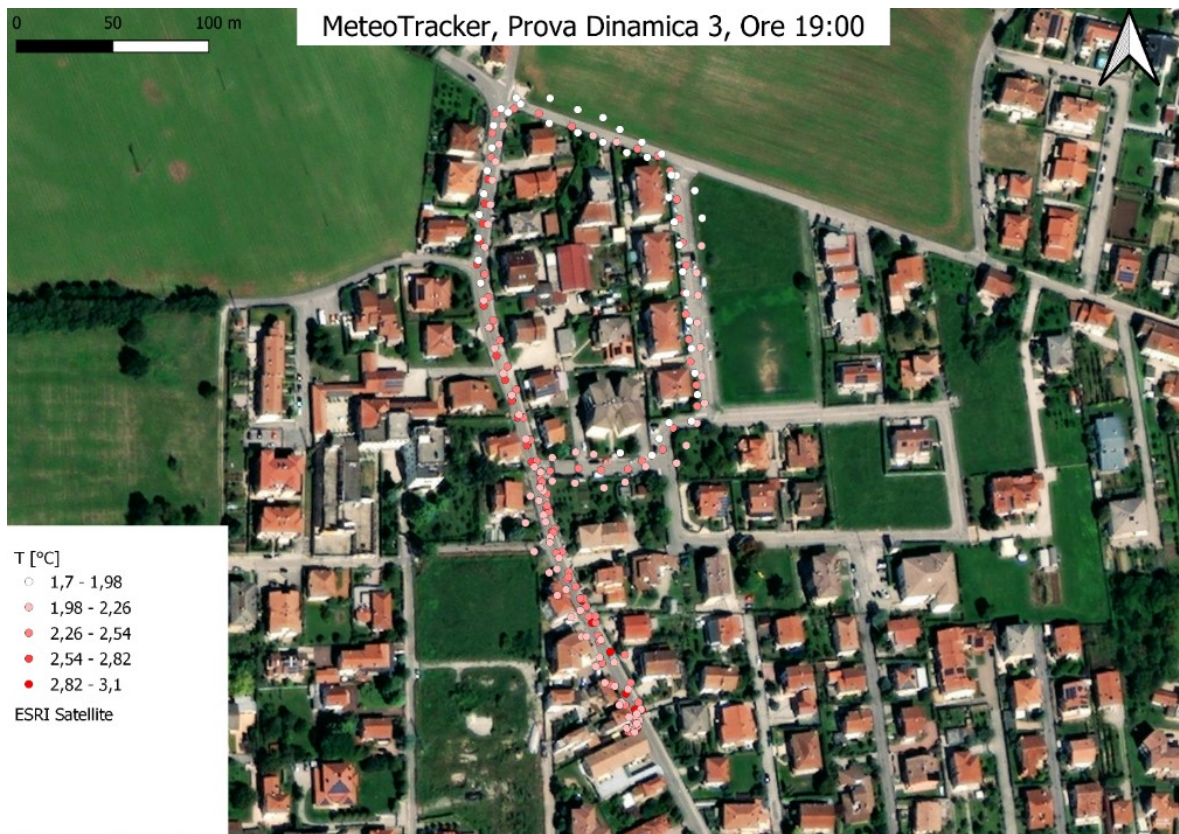 0 50 100 m
MeteoTracker, Prova Dinamica 3, Ore 19:00
T [°C]
1,7 - 1,98
1,98 - 2,26
2,26 - 2,54
2,54 - 2,82
2,82 - 3,1
ESRI Satellite